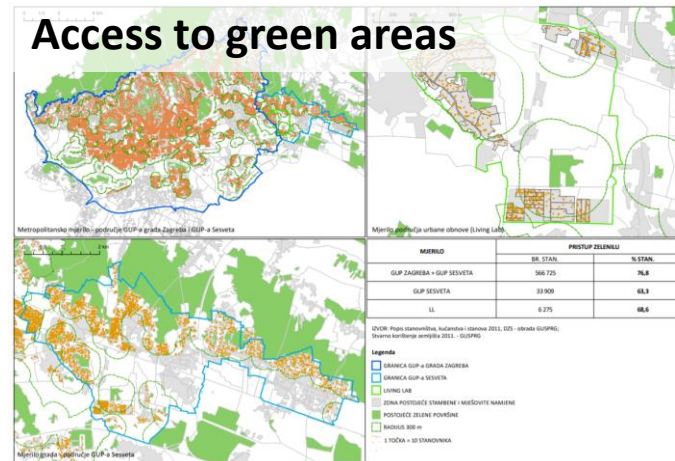 Access to green areas
Metropolitansko mjerilo - područje GUP-a grada Zagreba i GUP-a Sesveta
Mjerilo područja urbane obnove (Living Lab)
2 km
Mjerilo grada - područje GUP-a Sesveta
MJERILO
PRISTUP ZELENILU
BR. STAN.
% STAN.
GUP ZAGREBA + GUP SESVETA
566 725
76,8
GUP SESVETA
33 909
63,3
LL
6 275
68,6
IZVOR: Popis stanovništva, kućanstva i stanova 2011, DZS - obrada GUSPRG;
Stvarno korištenje zemljišta 2011. - GUSPRG
Legenda
GRANICA GUP-a GRADA ZAGREBA
GRANICA GUP-a SESVETA
LIVING LAB
ZONA POSTOJEĆE STAMBENE I MJEŠOVITE NAMJENE
POSTOJEĆE ZELENE POVRŠINE
RADIJUS 300 m
1 TOČKA = 10 STANOVNIKA